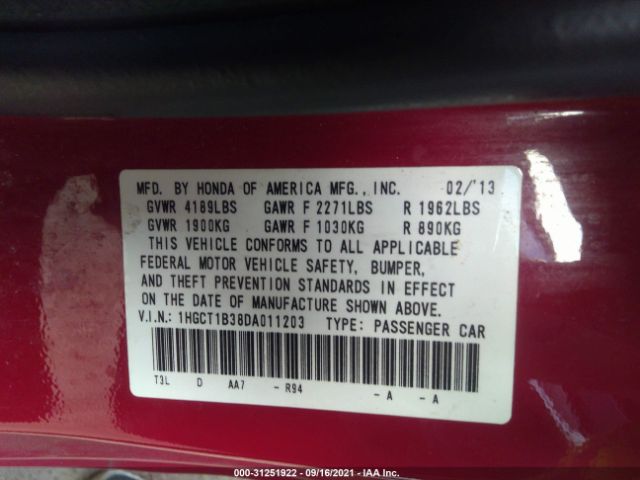 MFD. BY HONDA OF AMERICA MFG., INC. 02/'13
GVWR 4189LBS GAWR F 2271LBS R 1962LBS
GVWR 1900KG GAWR F 1030KG R 890KG
THIS VEHICLE CONFORMS TO ALL APPLICABLE
FEDERAL MOTOR VEHICLE SAFETY, BUMPER,
AND THEFT PREVENTION STANDARDS IN EFFECT
ON THE DATE OF MANUFACTURE SHOWN ABOVE.
V.I.N.: 1HGCT1B38DA011203 TYPE: PASSENGER CAR
T3L D AA7 - R94 - A - A
000-31251922 - 09/16/2021 - IAA Inc.